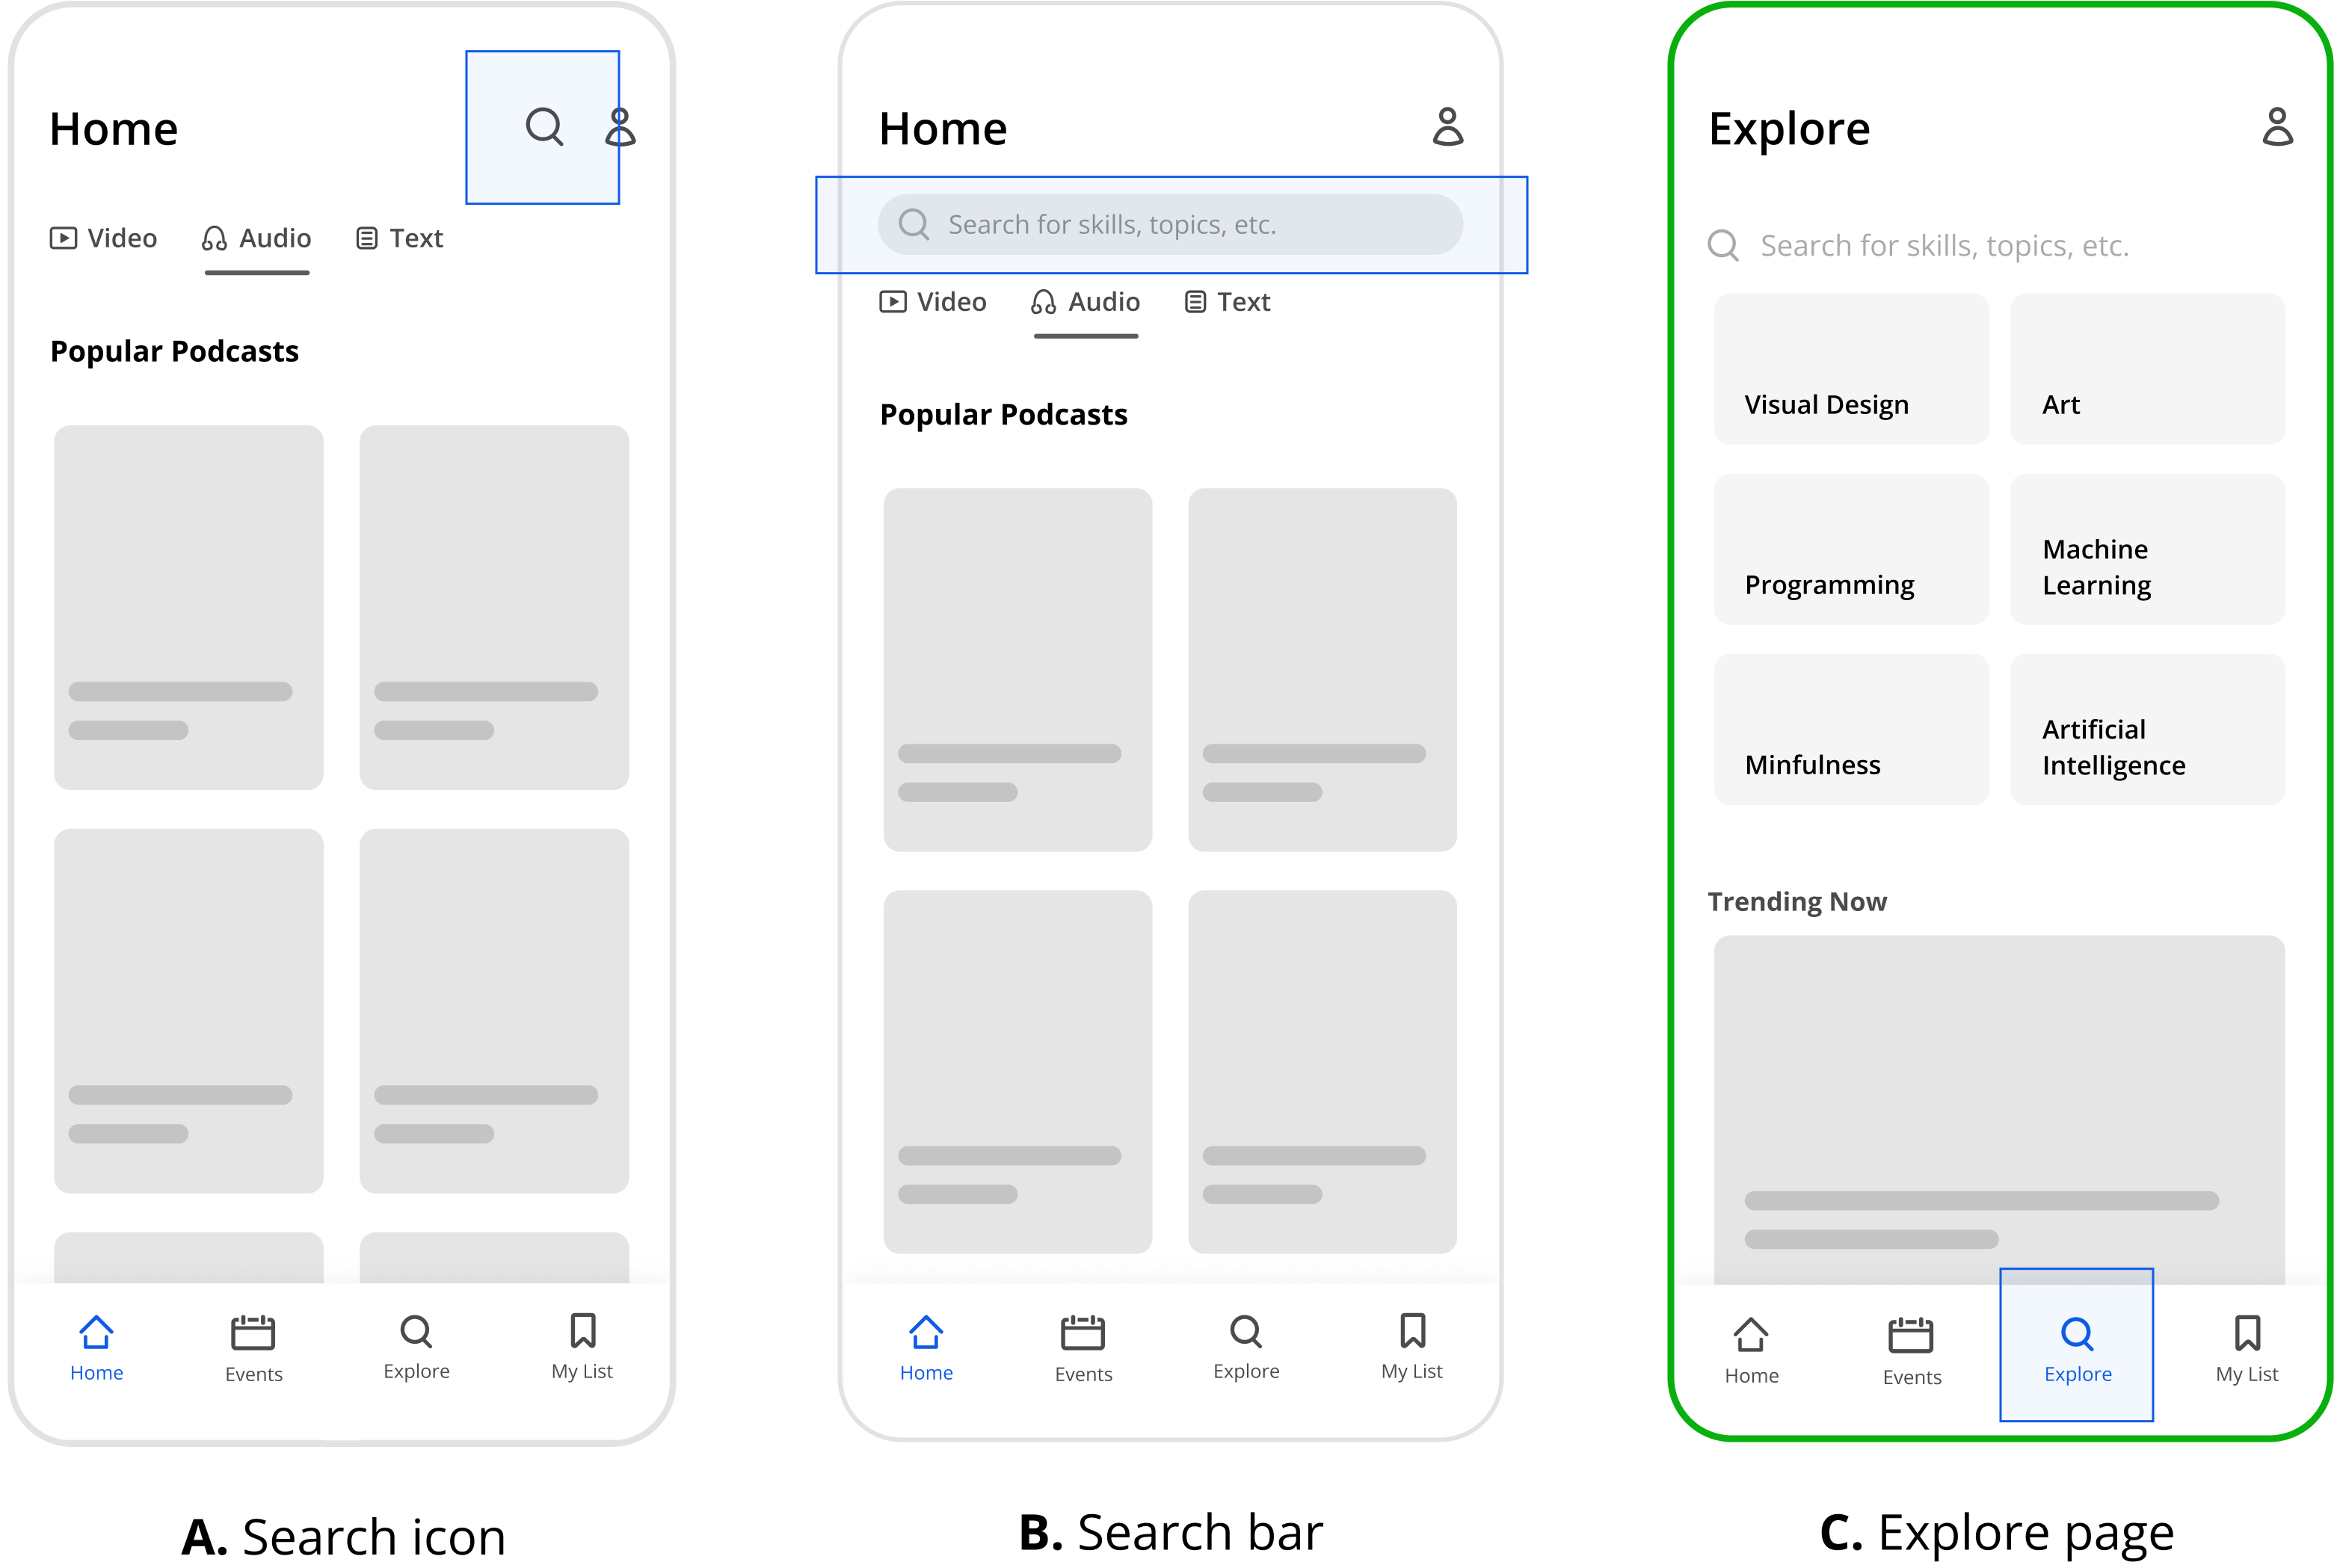 Home
Video Audio Text
Popular Podcasts
Home Events Explore My List
A. Search icon
Home
Search for skills, topics, etc.
Video Audio Text
Popular Podcasts
Home Events Explore My List
B. Search bar
Explore
Search for skills, topics, etc.
Visual Design
Art
Programming
Machine
Learning
Minfulness
Artificial
Intelligence
Trending Now
Home Events Explore My List
C. Explore page